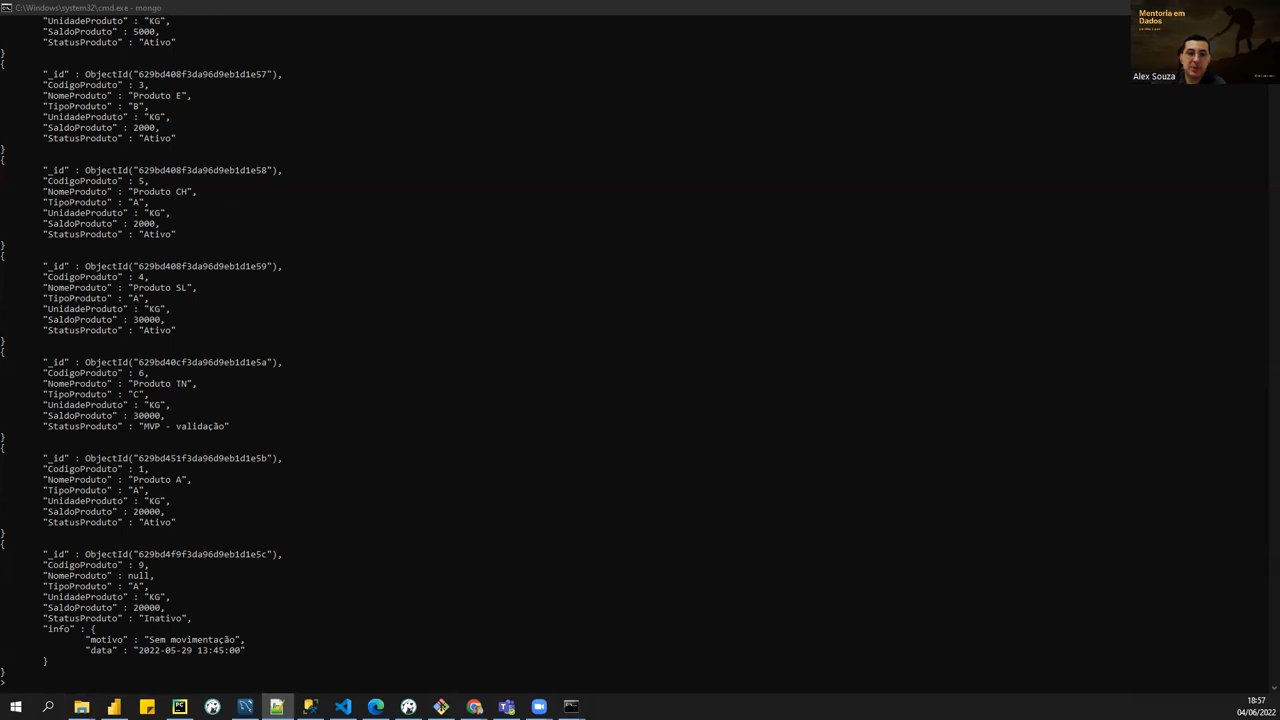 C:\Windows\system32\cmd.exe - mongo
"UnidadeProduto" : "KG",
"SaldoProduto" : 5000,
"StatusProduto" : "Ativo"
}
{
"_id" : ObjectId("629bd408f3da96d9eb1d1e57"),
"CodigoProduto" : 3,
"NomeProduto" : "Produto E",
"TipoProduto" : "B",
"UnidadeProduto" : "KG",
"SaldoProduto" : 2000,
"StatusProduto" : "Ativo"
}
{
"_id" : ObjectId("629bd408f3da96d9eb1d1e58"),
"CodigoProduto" : 5,
"NomeProduto" : "Produto CH",
"TipoProduto" : "A",
"UnidadeProduto" : "KG",
"SaldoProduto" : 2000,
"StatusProduto" : "Ativo"
}
{
"_id" : ObjectId("629bd408f3da96d9eb1d1e59"),
"CodigoProduto" : 4,
"NomeProduto" : "Produto SL",
"TipoProduto" : "A",
"UnidadeProduto" : "KG",
"SaldoProduto" : 30000,
"StatusProduto" : "Ativo"
}
{
"_id" : ObjectId("629bd40cf3da96d9eb1d1e5a"),
"CodigoProduto" : 6,
"NomeProduto" : "Produto TN",
"TipoProduto" : "C",
"UnidadeProduto" : "KG",
"SaldoProduto" : 30000,
"StatusProduto" : "MVP - validação"
}
{
"_id" : ObjectId("629bd451f3da96d9eb1d1e5b"),
"CodigoProduto" : 1,
"NomeProduto" : "Produto A",
"TipoProduto" : "A",
"UnidadeProduto" : "KG",
"SaldoProduto" : 20000,
"StatusProduto" : "Ativo"
}
{
"_id" : ObjectId("629bd4f9f3da96d9eb1d1e5c"),
"CodigoProduto" : 9,
"NomeProduto" : null,
"TipoProduto" : "A",
"UnidadeProduto" : "KG",
"SaldoProduto" : 20000,
"StatusProduto" : "Inativo",
"info" : {
"motivo" : "Sem movimentação",
"data" : "2022-05-29 13:45:00"
}
}
>
Mentoria em
Dados
Alex Souza
PC
18:57
04/06/2022